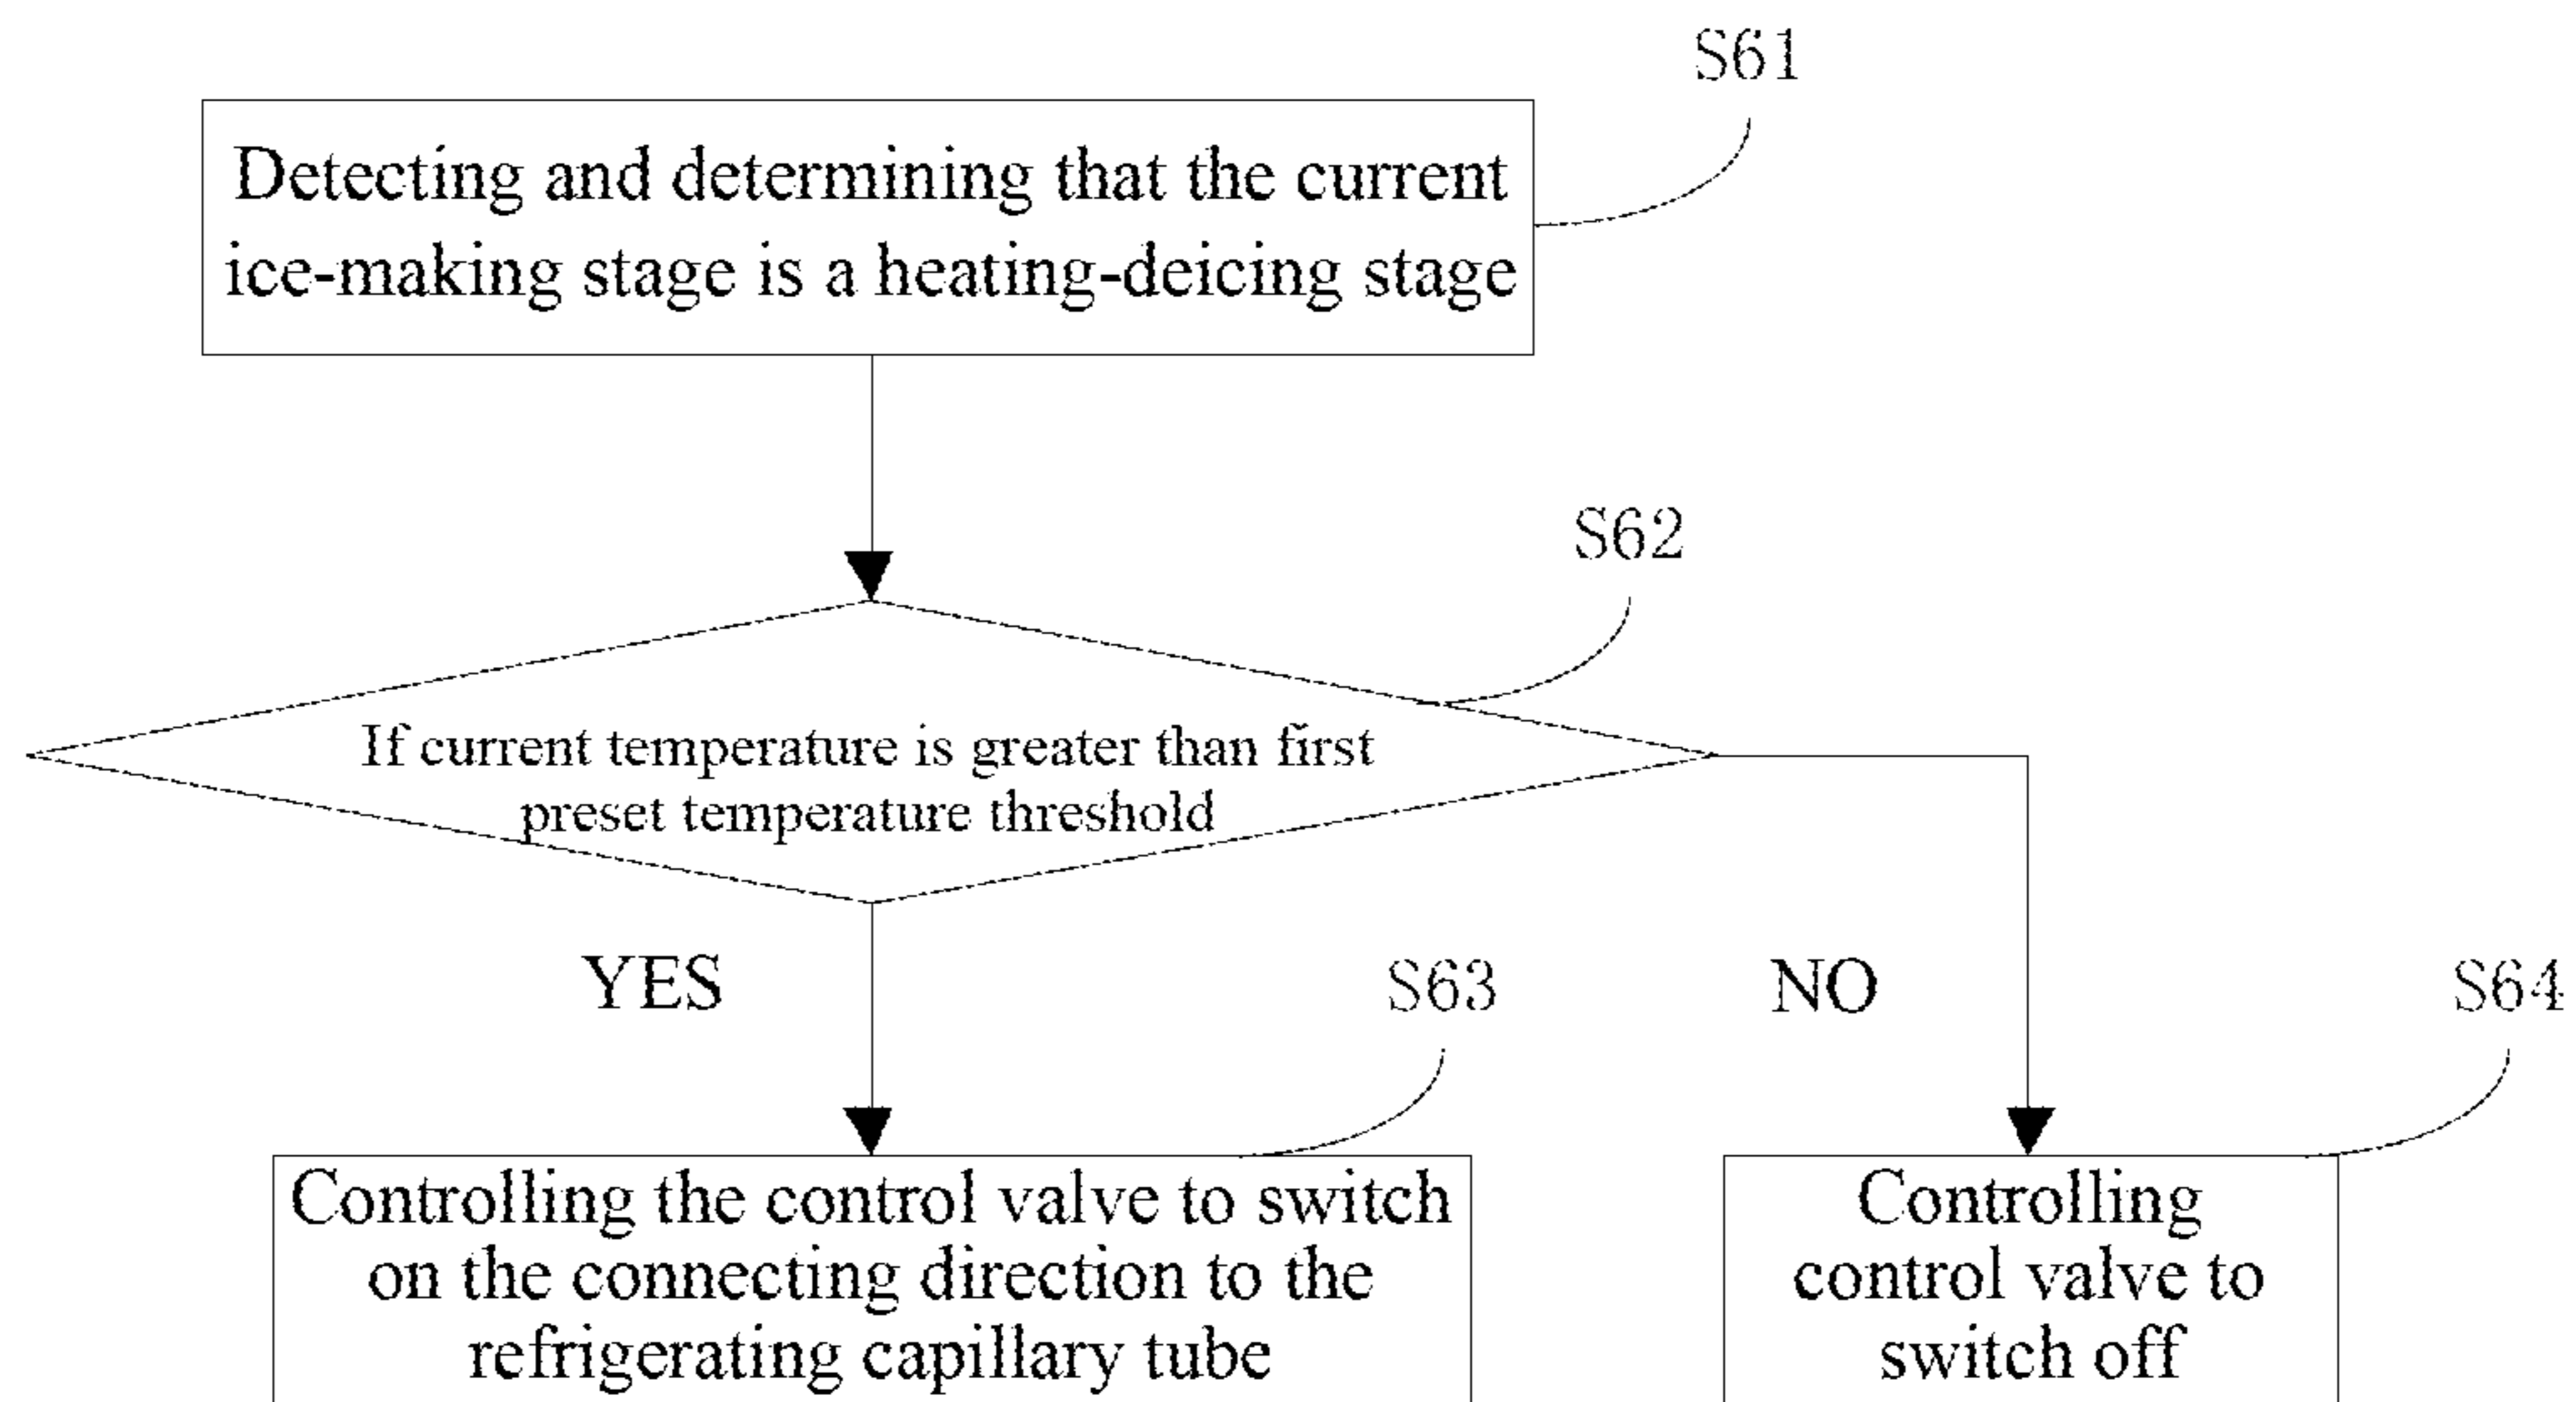 S61
Detecting and determining that the current
ice-making stage is a heating-deicing stage
S62
If current temperature is greater than first
preset temperature threshold
YES
S63
NO
S64
Controlling the control valve to switch
on the connecting direction to the
refrigerating capillary tube
Controlling
control valve to
switch off